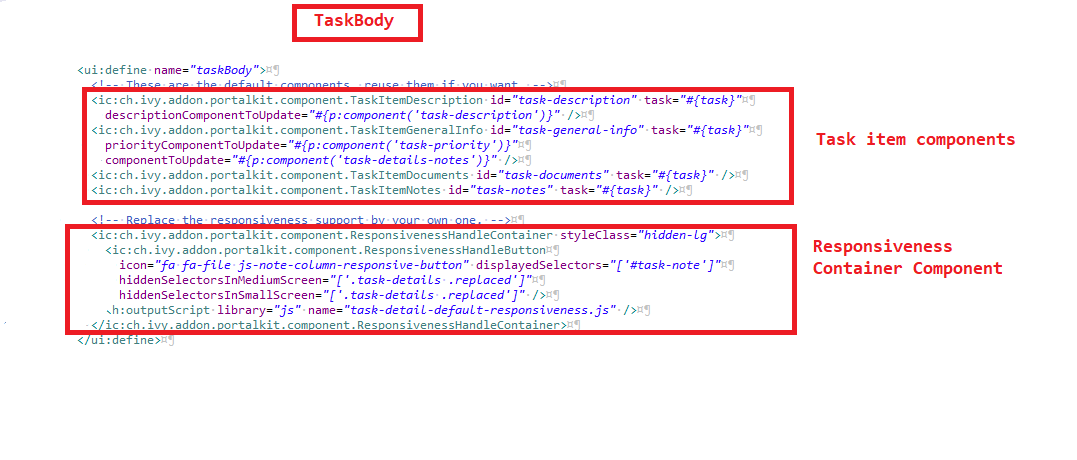 TaskBody
<ui:define name="taskBody">¤¶
<!-- These are the default components, reuse them if you want. -->¤¶
<ic:ch.ivy.addon.portalkit.component.TaskItemDescription id="task-description" task="#{task}"¤¶
descriptionComponentToUpdate="#{p:component('task-description')}" />¤¶
<ic:ch.ivy.addon.portalkit.component.TaskItemGeneralInfo id="task-general-info" task="#{task}"¤¶
priorityComponentToUpdate="#{p:component('task-priority')}"¤¶
componentToUpdate="#{p:component('task-details-notes')}" />¤¶
<ic:ch.ivy.addon.portalkit.component.TaskItemDocuments id="task-documents" task="#{task}" />¤¶
<ic:ch.ivy.addon.portalkit.component.TaskItemNotes id="task-notes" task="#{task}" />¤¶
Task item components
<!-- Replace the responsiveness support by your own one. -->¤¶
<ic:ch.ivy.addon.portalkit.component.ResponsivenessHandleContainer styleClass="hidden-lg">¤¶
<ic:ch.ivy.addon.portalkit.component.ResponsivenessHandleButton¤¶
icon="fa fa-file js-note-column-responsive-button" displayedSelectors="['#task-note']"¤¶
hiddenSelectorsInMediumScreen="['.task-details .replaced']"¤¶
hiddenSelectorsInSmallScreen="['.task-details .replaced']" />¤¶
<h:outputScript library="js" name="task-detail-default-responsiveness.js" />¤¶
</ic:ch.ivy.addon.portalkit.component.ResponsivenessHandleContainer>¤¶
</ui:define>¤¶
Responsiveness
Container Component